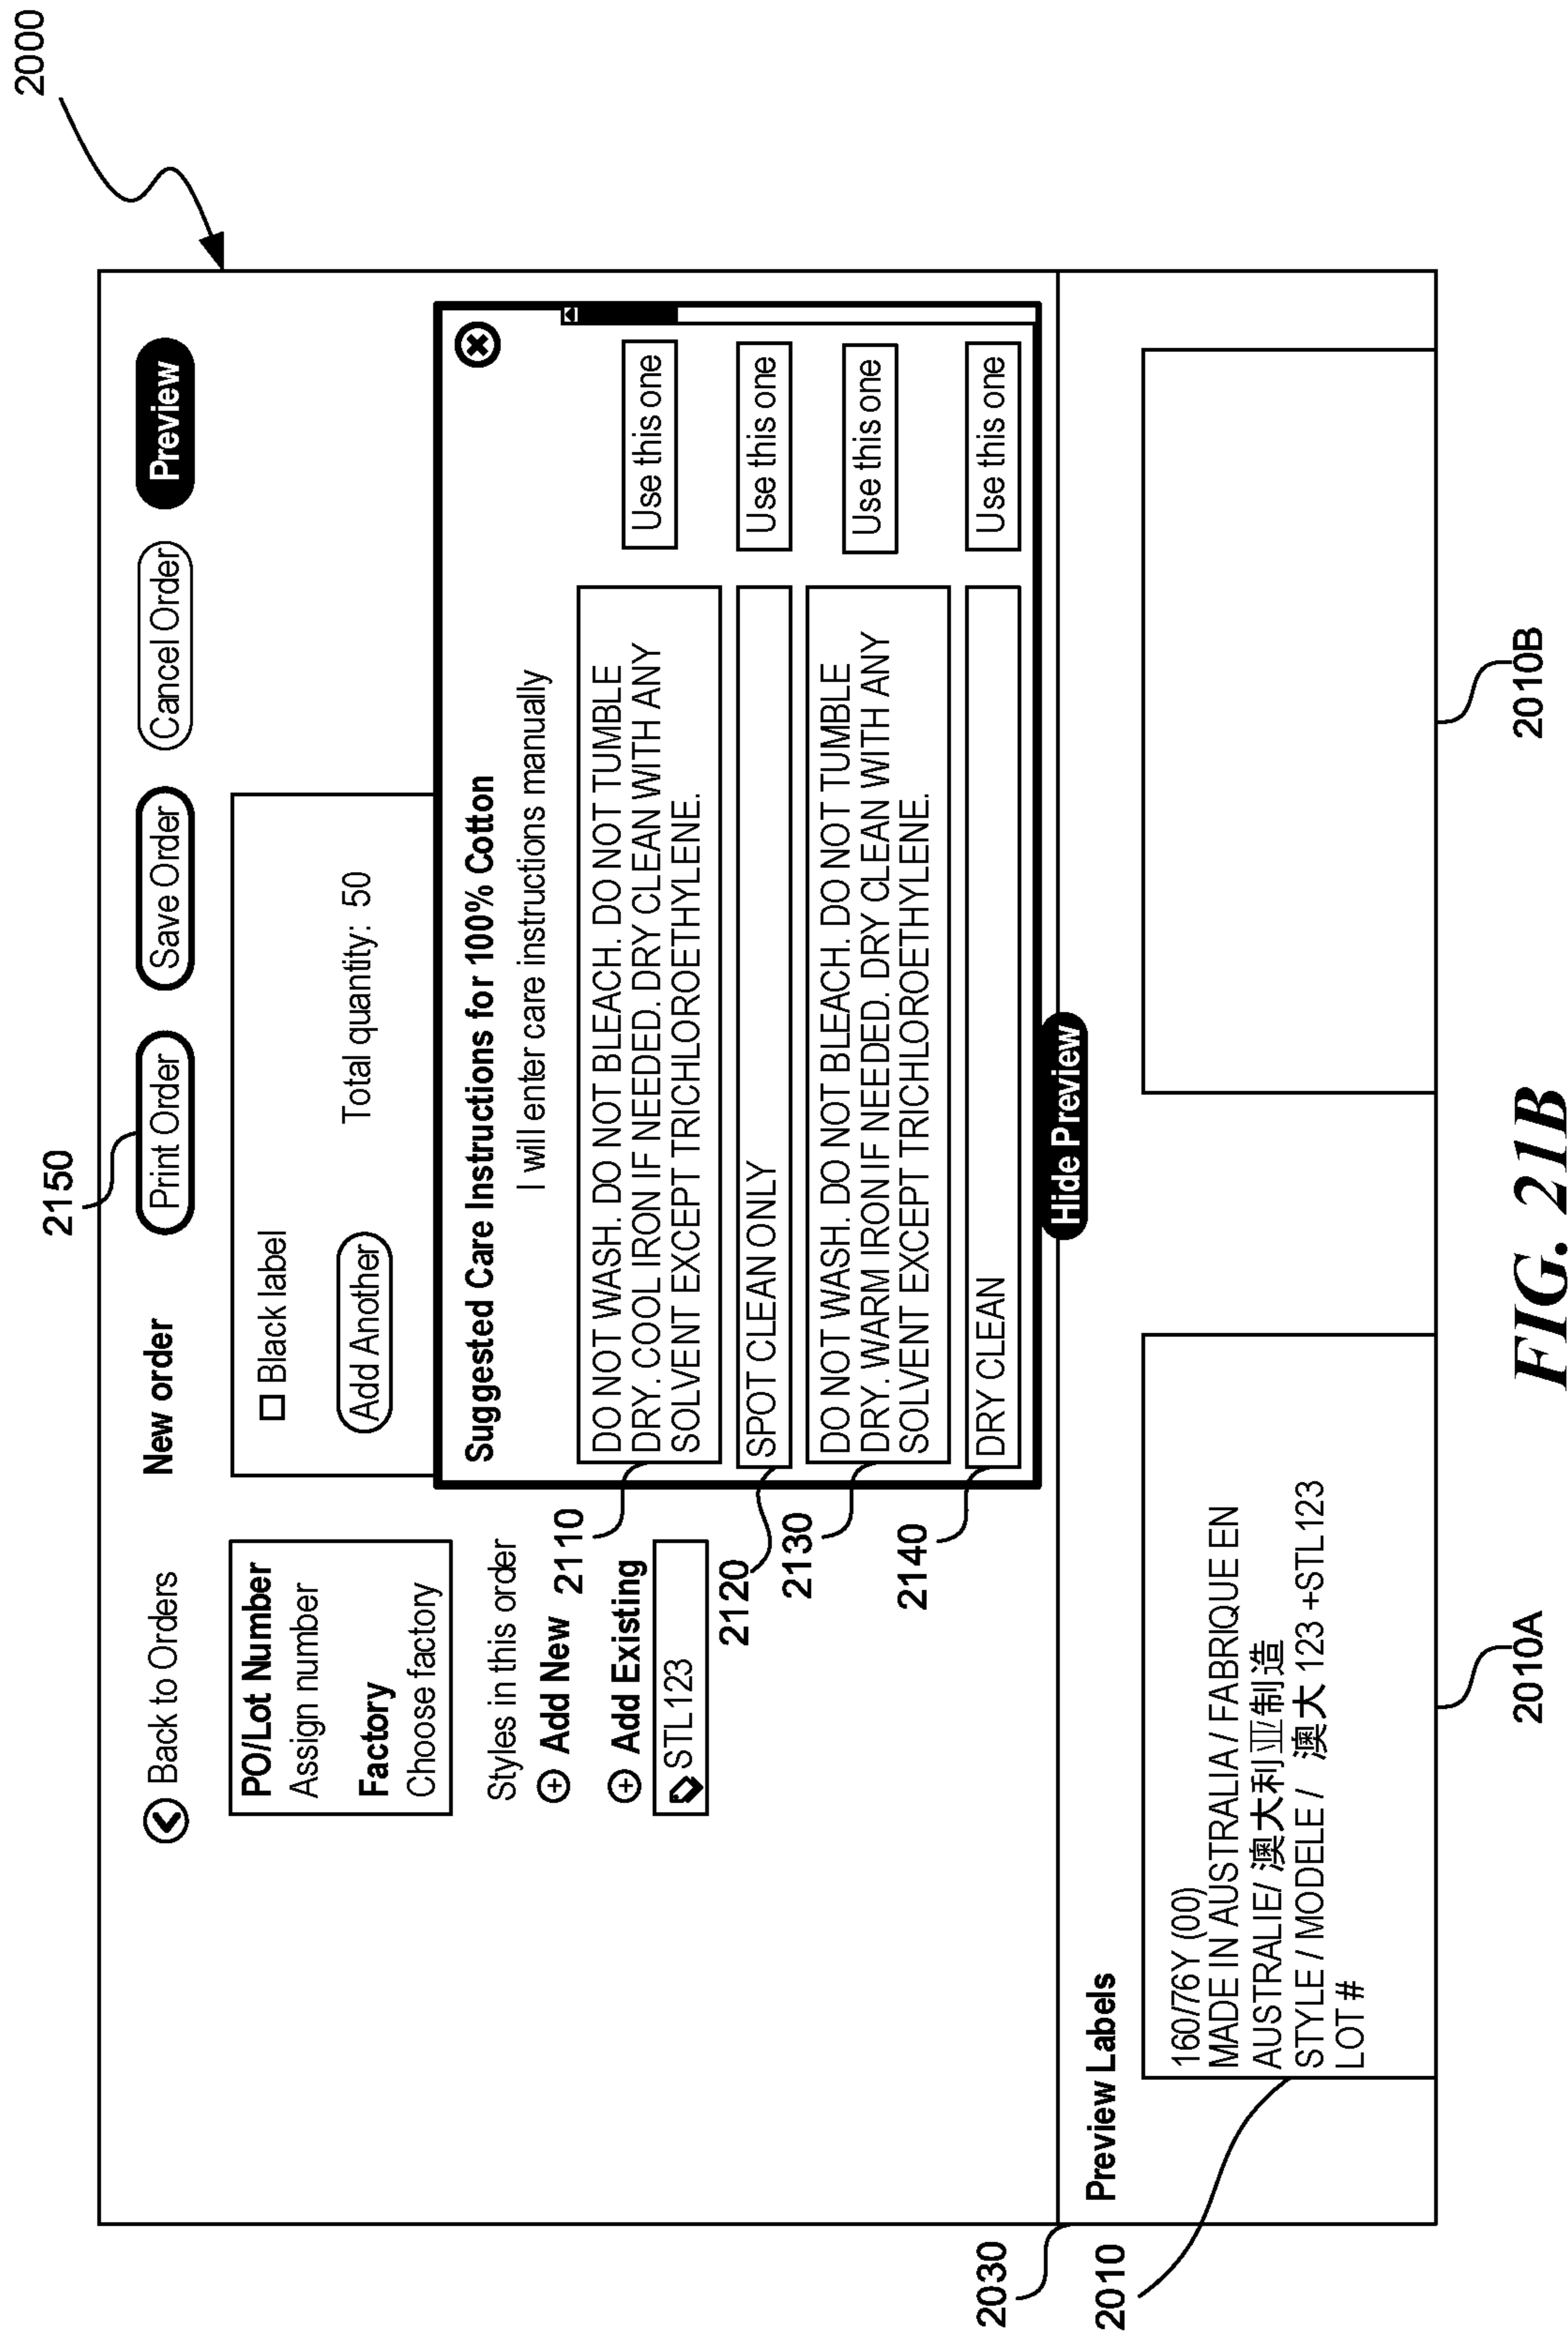 2000
2150
Back to Orders
New order
Print Order
Save Order
Cancel Order
Preview
PO/Lot Number
Assign number
Factory
Choose factory
Styles in this order
Add New
Add Existing
STL123
Black label
Add Another
Total quantity: 50
Suggested Care Instructions for 100% Cotton
I will enter care instructions manually
2110
DO NOT WASH. DO NOT BLEACH. DO NOT TUMBLE
DRY. COOL IRON IF NEEDED. DRY CLEAN WITH ANY
SOLVENT EXCEPT TRICHLOROETHYLENE.
Use this one
2120
SPOT CLEAN ONLY
Use this one
2130
DO NOT WASH. DO NOT BLEACH. DO NOT TUMBLE
DRY. WARM IRON IF NEEDED. DRY CLEAN WITH ANY
SOLVENT EXCEPT TRICHLOROETHYLENE.
Use this one
2140
DRY CLEAN
Use this one
Hide Preview
2030
Preview Labels
2010
160/76Y (00)
MADE IN AUSTRALIA / FABRIQUE EN
AUSTRALIE/ 澳大利亚制造
STYLE / MODELE / 澳大 123 +STL123
LOT #
2010A
2010B
FIG. 21B